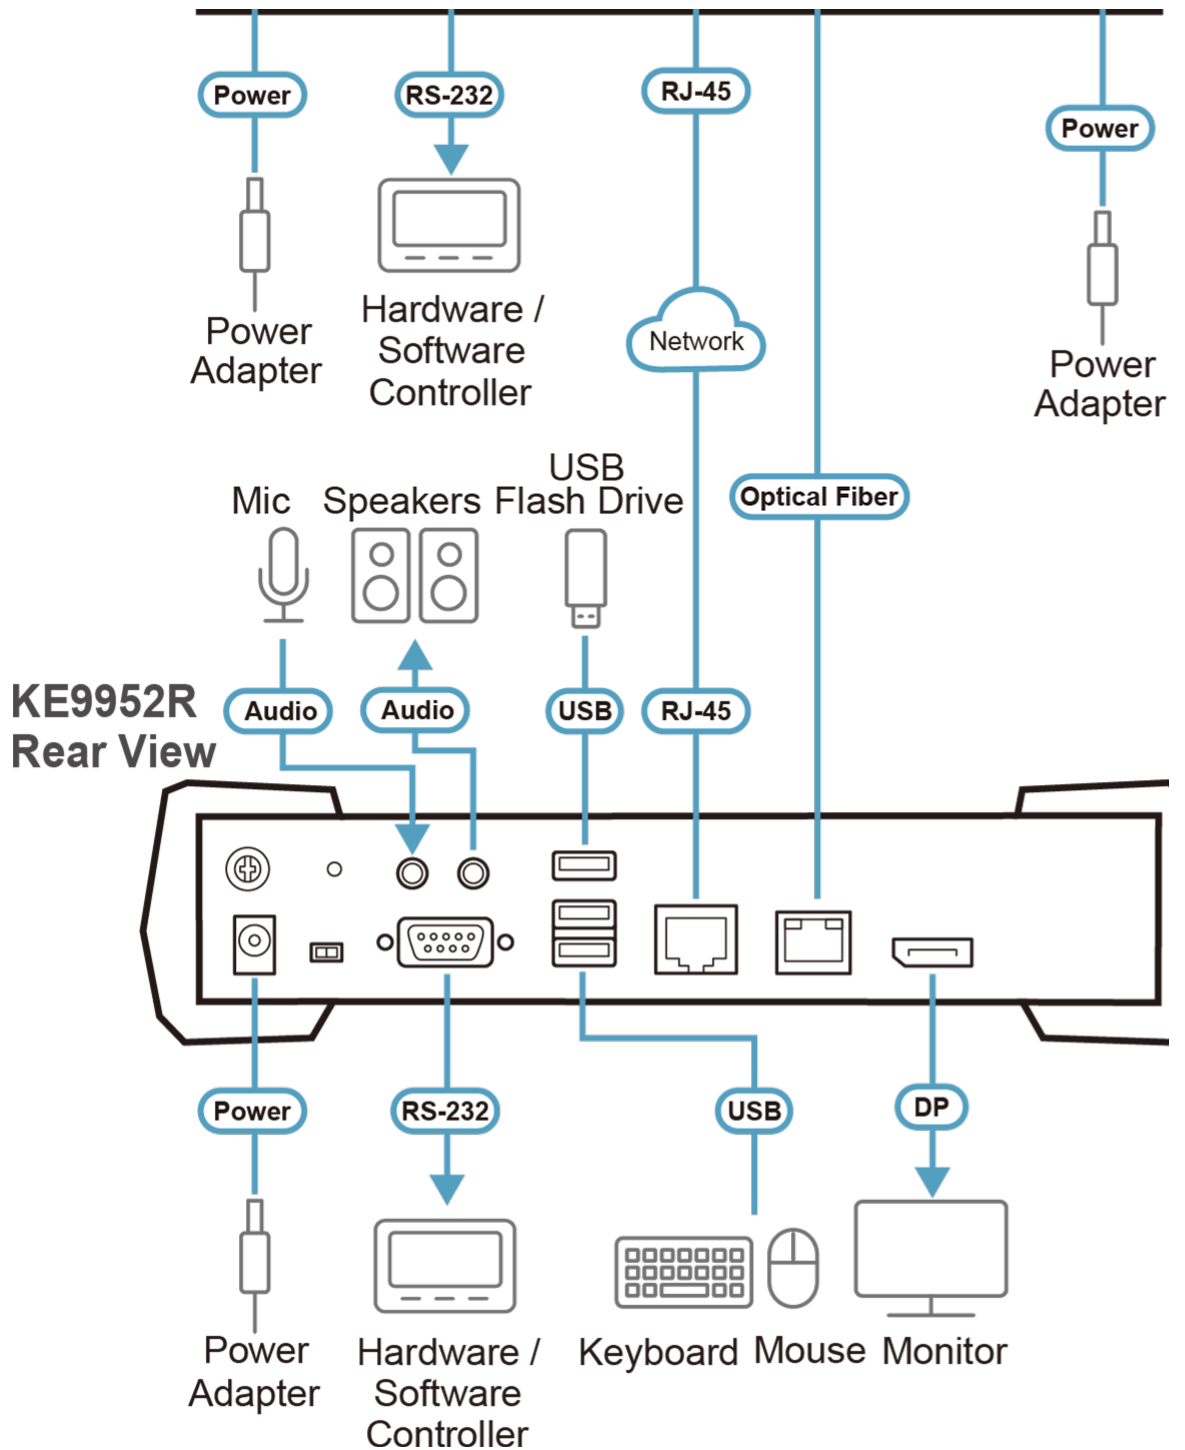 Power
RS-232
RJ-45
Power
Hardware /
Software
Controller
Power
Adapter
Network
Power
Adapter
USB
Flash Drive
Mic
Speakers
Optical Fiber
KE9952R
Rear View
Audio
Audio
USB
RJ-45
Power
RS-232
USB
DP
Power
Adapter
Hardware /
Software
Controller
Keyboard
Mouse
Monitor